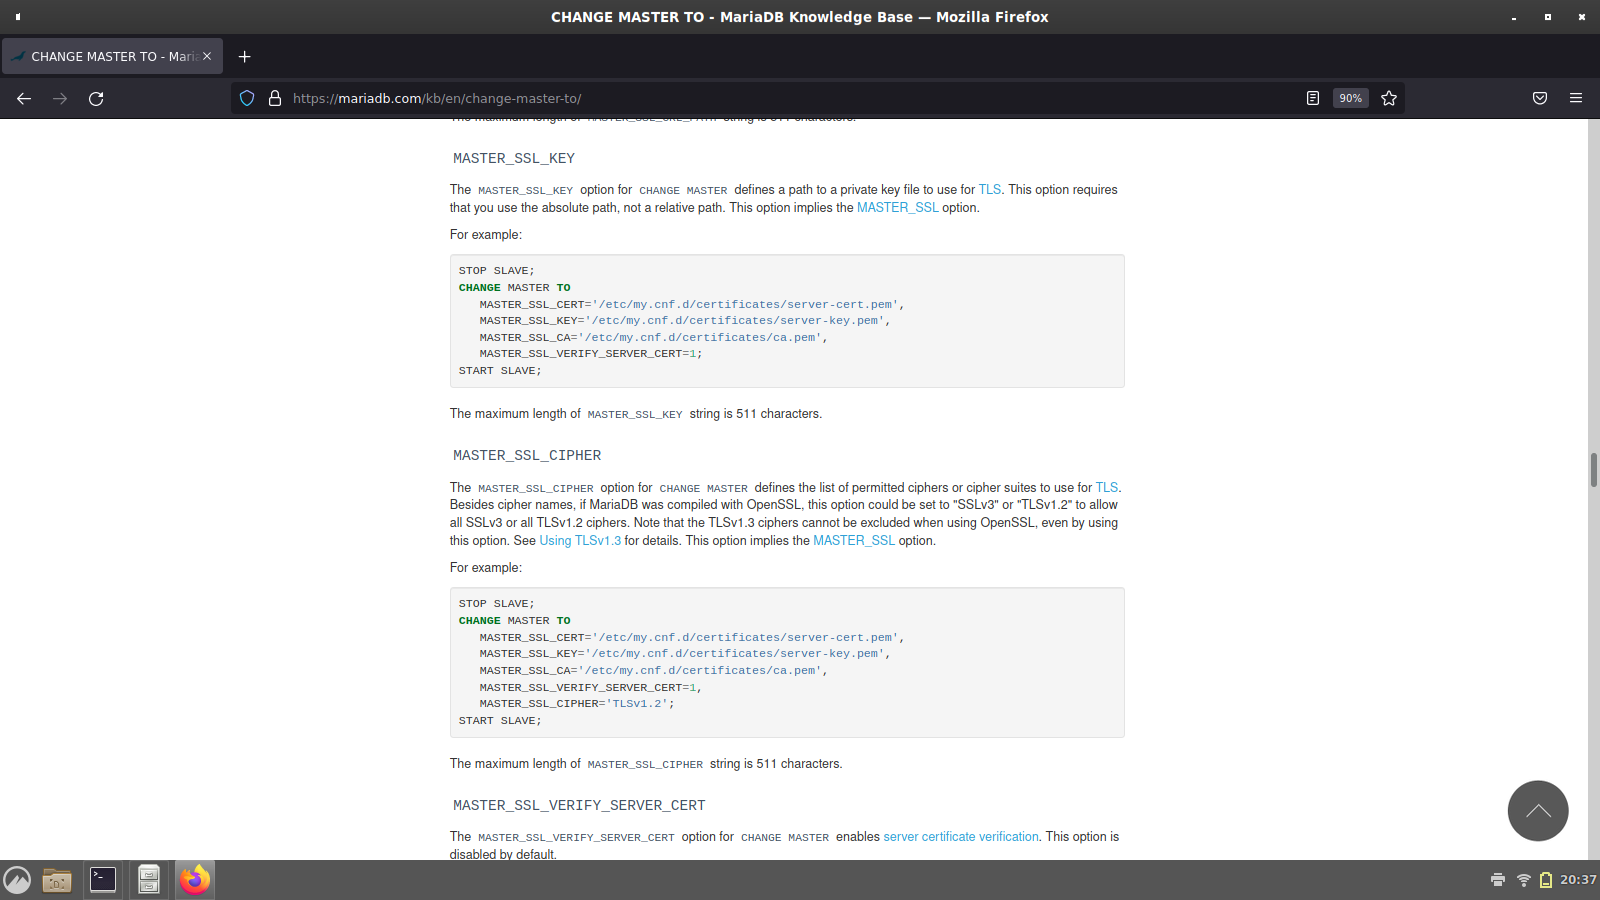 CHANGE MASTER TO - MariaDB Knowledge Base — Mozilla Firefox
CHANGE MASTER TO - Maria
https://mariadb.com/kb/en/change-master-to/
90%
MASTER_SSL_KEY
The MASTER_SSL_KEY option for CHANGE MASTER defines a path to a private key file to use for TLS. This option requires
that you use the absolute path, not a relative path. This option implies the MASTER_SSL option.
For example:
STOP SLAVE;
CHANGE MASTER TO
MASTER_SSL_CERT='/etc/my.cnf.d/certificates/server-cert.pem',
MASTER_SSL_KEY='/etc/my.cnf.d/certificates/server-key.pem',
MASTER_SSL_CA='/etc/my.cnf.d/certificates/ca.pem',
MASTER_SSL_VERIFY_SERVER_CERT=1;
START SLAVE;
The maximum length of MASTER_SSL_KEY string is 511 characters.
MASTER_SSL_CIPHER
The MASTER_SSL_CIPHER option for CHANGE MASTER defines the list of permitted ciphers or cipher suites to use for TLS.
Besides cipher names, if MariaDB was compiled with OpenSSL, this option could be set to "SSLv3" or "TLSv1.2" to allow
all SSLv3 or all TLSv1.2 ciphers. Note that the TLSv1.3 ciphers cannot be excluded when using OpenSSL, even by using
this option. See Using TLSv1.3 for details. This option implies the MASTER_SSL option.
For example:
STOP SLAVE;
CHANGE MASTER TO
MASTER_SSL_CERT='/etc/my.cnf.d/certificates/server-cert.pem',
MASTER_SSL_KEY='/etc/my.cnf.d/certificates/server-key.pem',
MASTER_SSL_CA='/etc/my.cnf.d/certificates/ca.pem',
MASTER_SSL_VERIFY_SERVER_CERT=1,
MASTER_SSL_CIPHER='TLSv1.2';
START SLAVE;
The maximum length of MASTER_SSL_CIPHER string is 511 characters.
MASTER_SSL_VERIFY_SERVER_CERT
The MASTER_SSL_VERIFY_SERVER_CERT option for CHANGE MASTER enables server certificate verification. This option is
disabled by default.
20:37